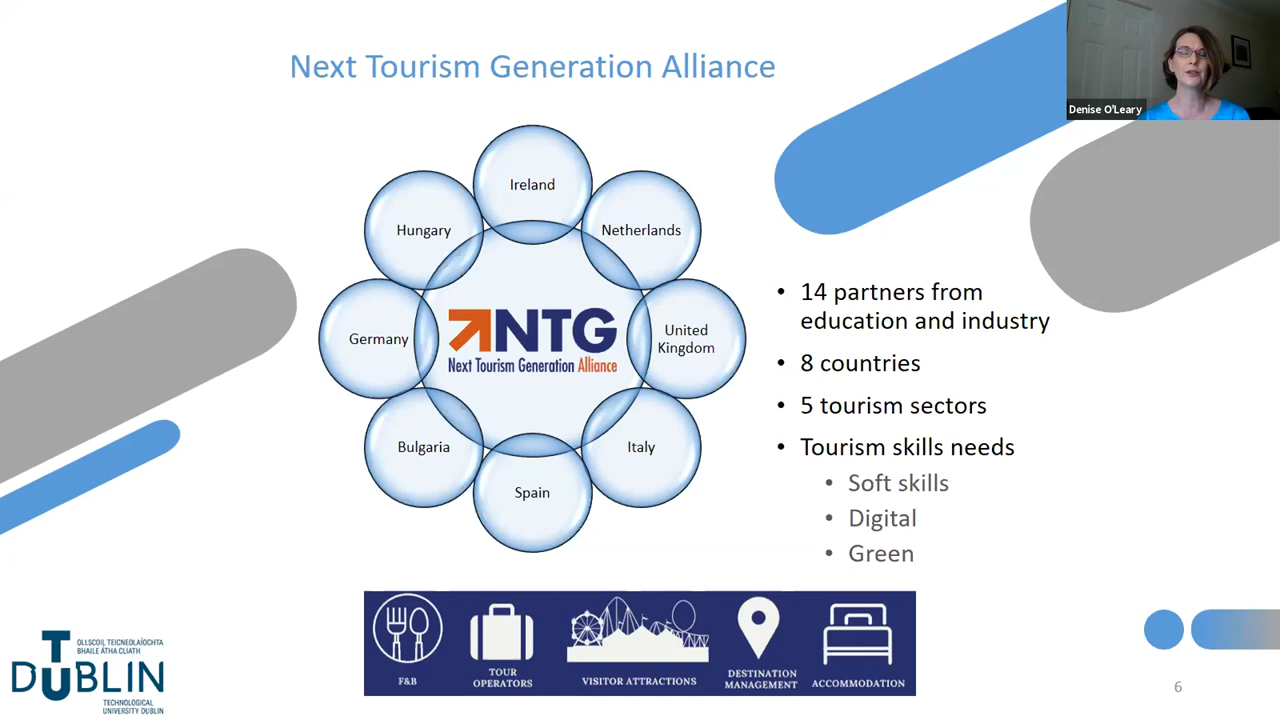 Next Tourism Generation Alliance
Denise O'Leary
Ireland
Hungary
Netherlands
Germany
NTG
Next Tourism Generation Alliance
United
Kingdom
Bulgaria
Italy
Spain
• 14 partners from
education and industry
• 8 countries
• 5 tourism sectors
• Tourism skills needs
• Soft skills
• Digital
• Green
F&B
TOUR
OPERATORS
VISITOR ATTRACTIONS
DESTINATION
MANAGEMENT
ACCOMMODATION
OLLSCOIL TEICNEOLAÍOCHTA
BHAILE ÁTHA CLIATH
TU DUBLIN
TECHNOLOGICAL
UNIVERSITY DUBLIN
6